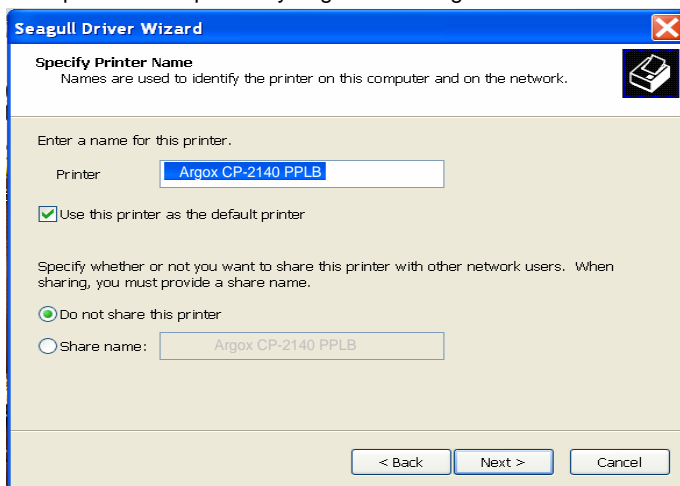 Seagull Driver Wizard
Specify Printer Name
Names are used to identify the printer on this computer and on the network.
Enter a name for this printer.
Printer
Argox CP-2140 PPLB
Use this printer as the default printer
Specify whether or not you want to share this printer with other network users. When
sharing, you must provide a share name.
Do not share this printer
Share name:
Argox CP-2140 PPLB
< Back
Next >
Cancel